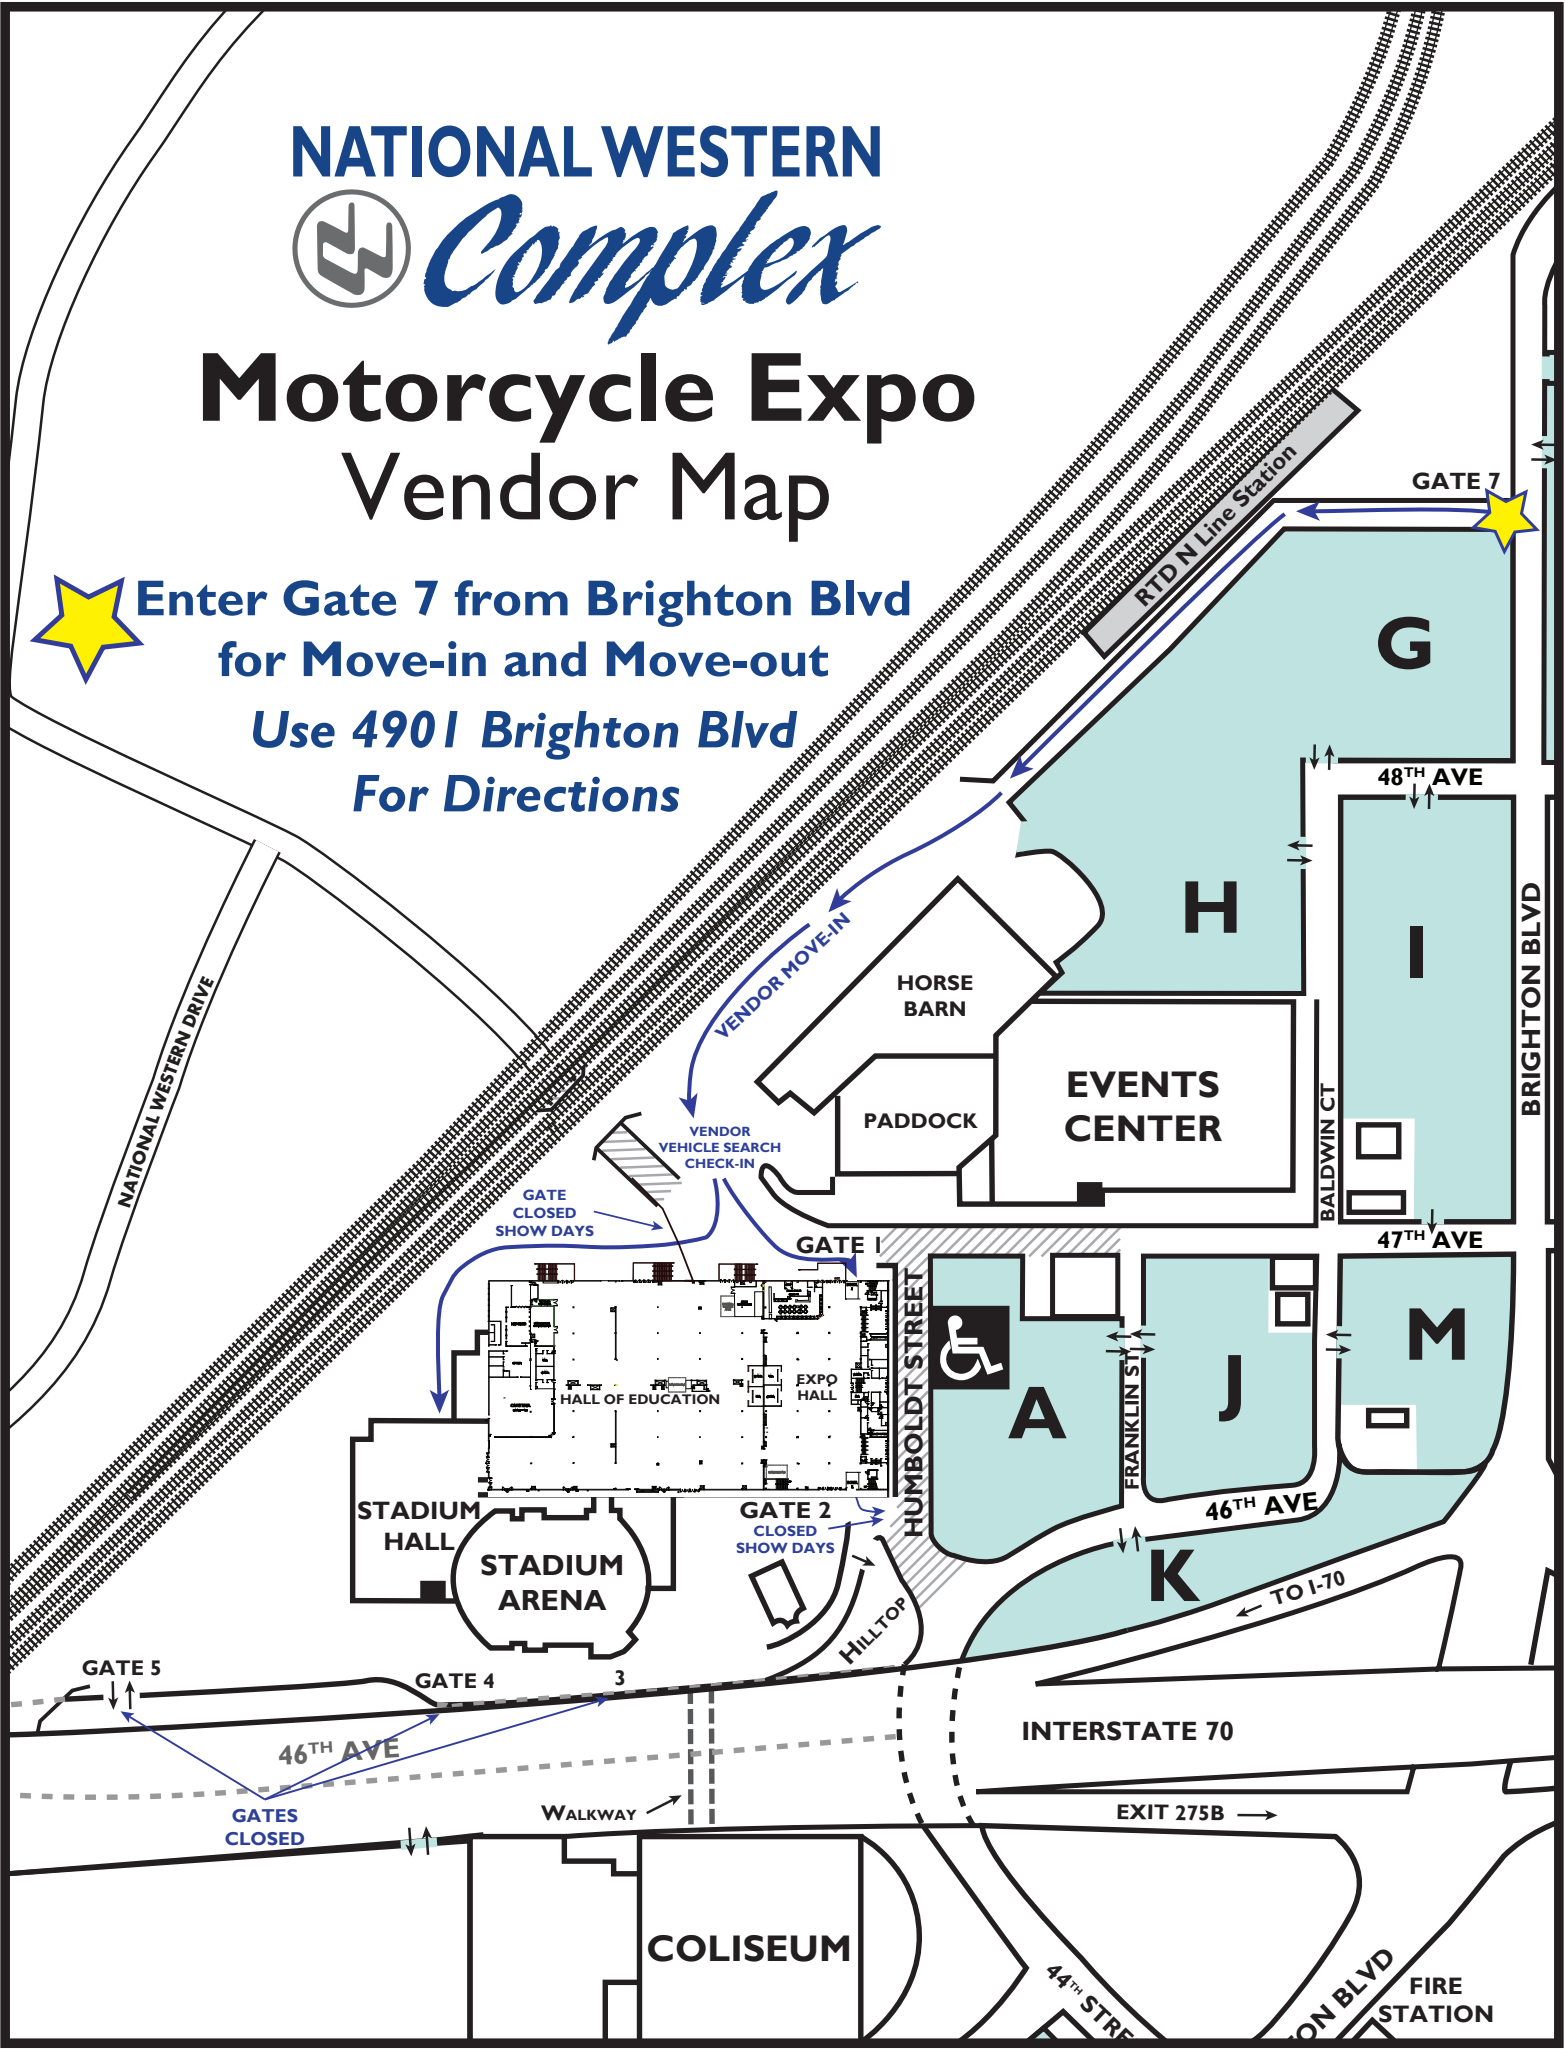 NATIONAL WESTERN
Complex
Motorcycle Expo
Vendor Map
Enter Gate 7 from Brighton Blvd
for Move-in and Move-out
Use 4901 Brighton Blvd
For Directions
GATE 7
RTD N Line Station
G
48TH AVE
H
I
BRIGHTON BLVD
VENDOR MOVE-IN
HORSE
BARN
NATIONAL WESTERN DRIVE
EVENTS
CENTER
PADDOCK
BALDWIN CT
VENDOR
VEHICLE SEARCH
CHECK-IN
GATE
CLOSED
SHOW DAYS
GATE 1
47TH AVE
HUMBOLDT STREET
M
EXPO
HALL
HALL OF EDUCATION
A
FRANKLIN ST
J
46TH AVE
STADIUM
HALL
GATE 2
CLOSED
SHOW DAYS
STADIUM
ARENA
K
TO I-70
HILLTOP
GATE 5
GATE 4
3
46TH AVE
INTERSTATE 70
GATES
CLOSED
WALKWAY
EXIT 275B
COLISEUM
44TH STRE
ON BLVD
FIRE
STATION